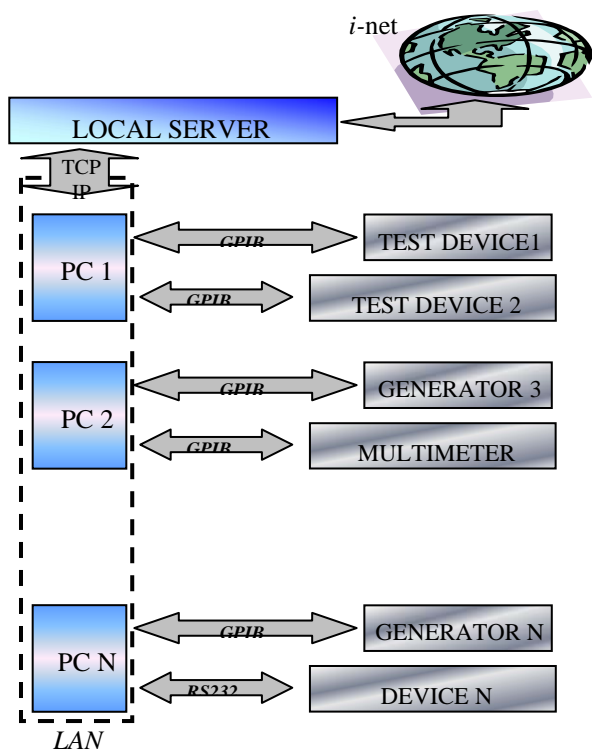 i-net
LOCAL SERVER
TCP
IP
PC 1
GPIB
TEST DEVICE1
GPIB
TEST DEVICE 2
PC 2
GPIB
GENERATOR 3
GPIB
MULTIMETER
PC N
GPIB
GENERATOR N
RS232
DEVICE N
LAN